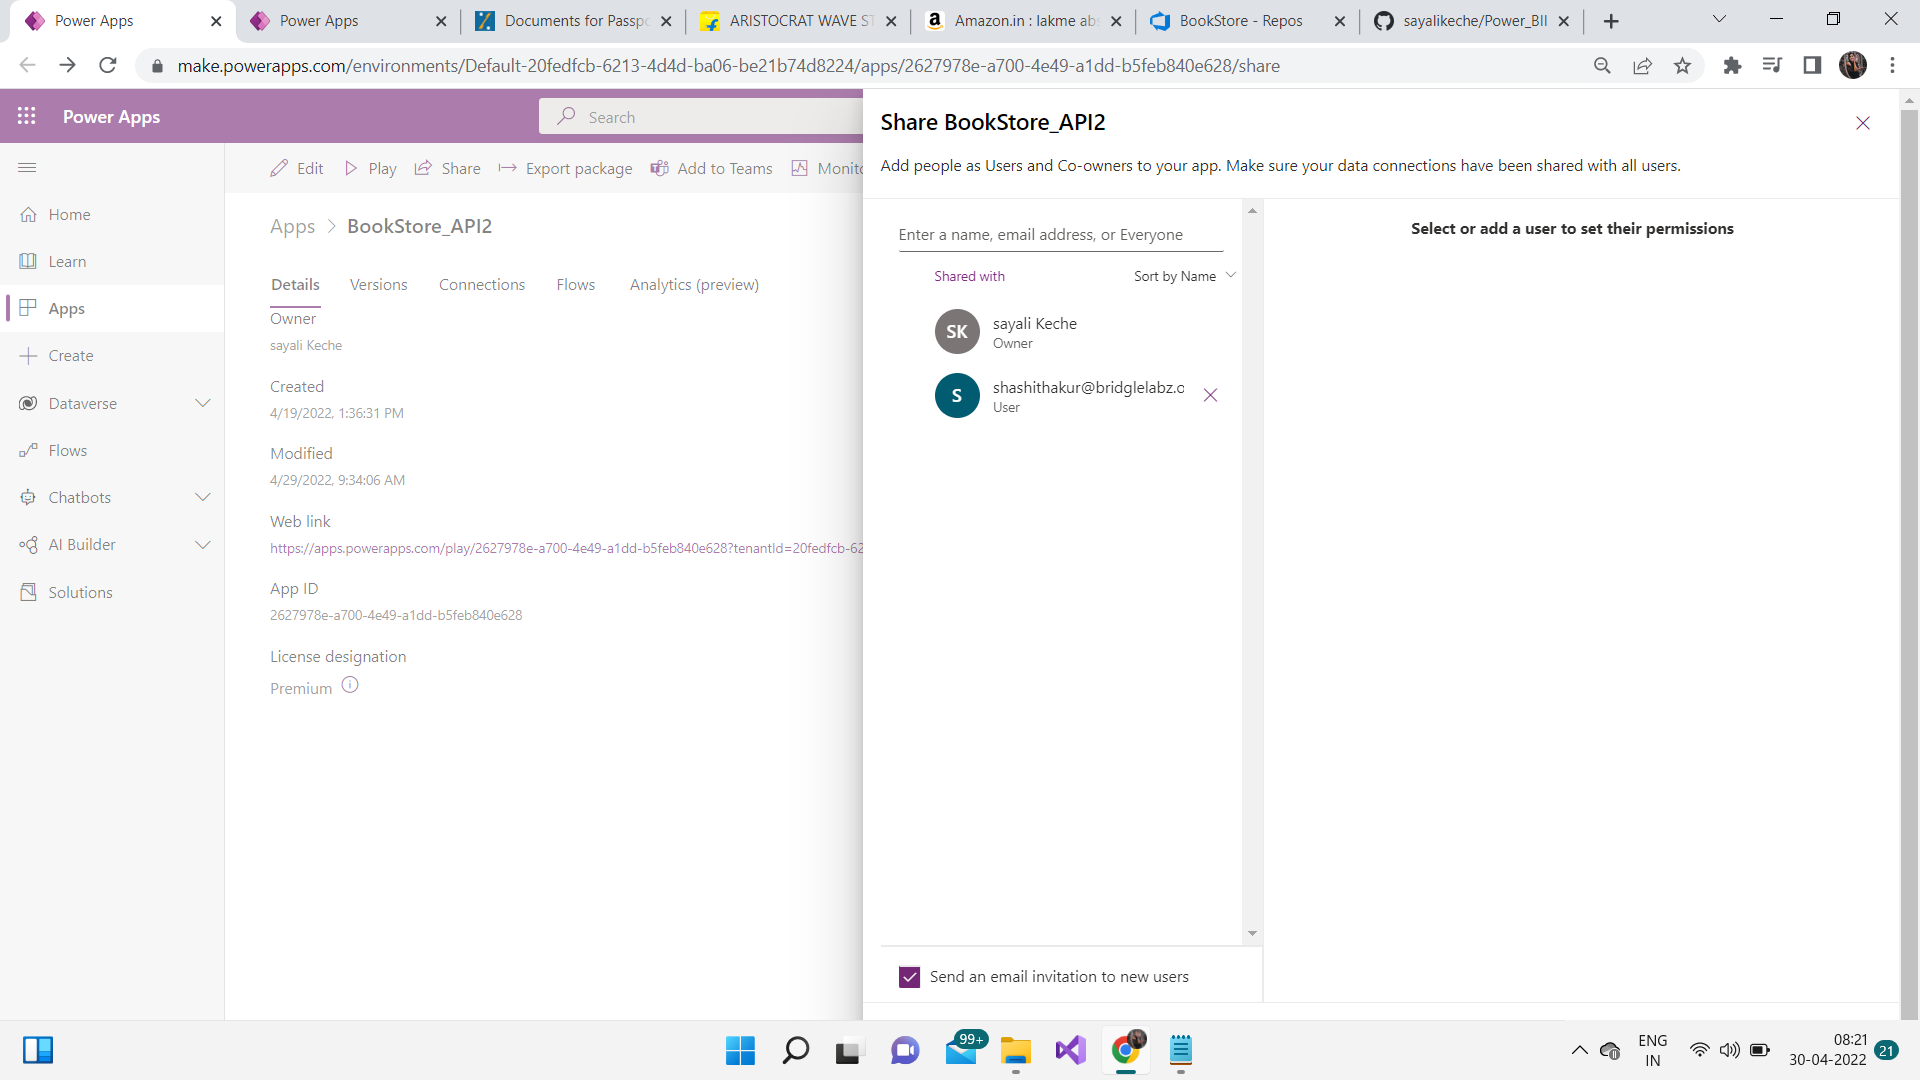 Power Apps
Power Apps
Documents for Passp
ARISTOCRAT WAVE ST
Amazon.in : lakme abs
BookStore - Repos
sayalikeche/Power_BI
make.powerapps.com/environments/Default-20fedfcb-6213-4d4d-ba06-be21b74d8224/apps/2627978e-a700-4e49-a1dd-b5feb840e628/share
Power Apps
Search
Edit
Play
Share
Export package
Add to Teams
Monito
Home
Learn
Apps
Create
Dataverse
Flows
Chatbots
AI Builder
Solutions
Apps > BookStore_API2
Details
Versions
Connections
Flows
Analytics (preview)
Owner
sayali Keche
Created
4/19/2022, 1:36:31 PM
Modified
4/29/2022, 9:34:06 AM
Web link
https://apps.powerapps.com/play/2627978e-a700-4e49-a1dd-b5feb840e628?tenantId=20fedfcb-62
App ID
2627978e-a700-4e49-a1dd-b5feb840e628
License designation
Premium
Share BookStore_API2
Add people as Users and Co-owners to your app. Make sure your data connections have been shared with all users.
Enter a name, email address, or Everyone
Shared with
Sort by Name
SK
sayali Keche
Owner
S
shashithakur@bridglelabz.c
User
Send an email invitation to new users
Select or add a user to set their permissions
99+
ENG
IN
08:21
30-04-2022
21